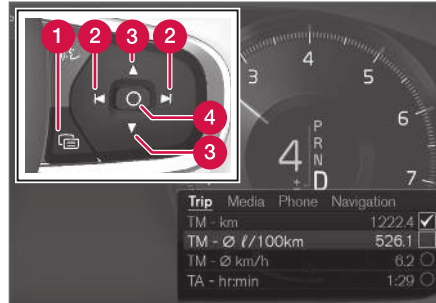 1 2 3 2
4
3
3 4 5 6 7
4
P
R
N
D
+
-
Trip Media Phone Navigation
TM - km 1222.4
TM - Ø ℓ/100km 526.1
TM - Ø km/h 6.2
TA - hr:min 1:29